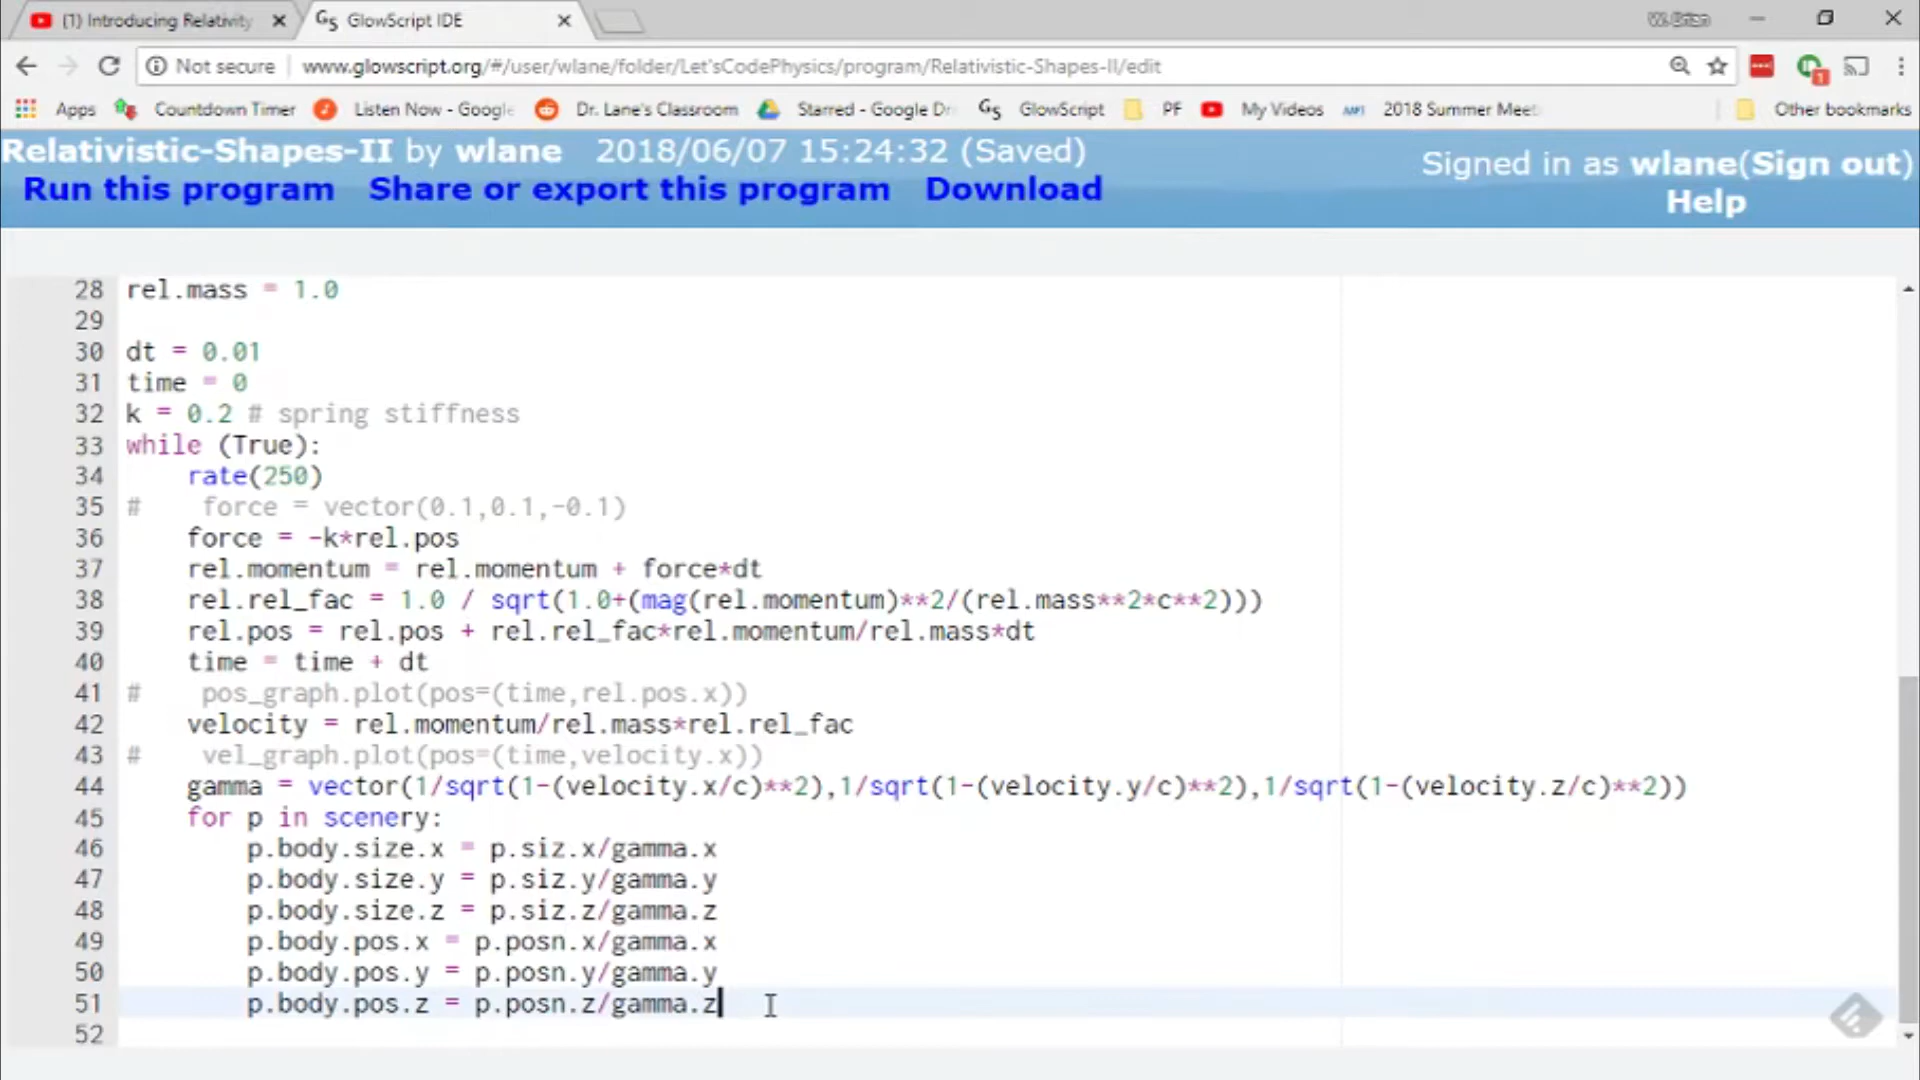 (1) Introducing Relativity
GS GlowScript IDE
Not secure www.glowscript.org/#/user/wlane/folder/Let'sCodePhysics/program/Relativistic-Shapes-II/edit
1
Apps Countdown Timer Listen Now - Google Dr. Lane's Classroom Starred - Google Dr GS GlowScript PF My Videos AAPT 2018 Summer Meet Other bookmarks
Relativistic-Shapes-II by wlane 2018/06/07 15:24:32 (Saved)
Signed in as wlane(Sign out)
Run this program Share or export this program Download
Help
28 rel.mass = 1.0
29
30 dt = 0.01
31 time = 0
32 k = 0.2 # spring stiffness
33 while (True):
34 rate(250)
35 # force = vector(0.1,0.1,-0.1)
36 force = -k*rel.pos
37 rel.momentum = rel.momentum + force*dt
38 rel.rel_fac = 1.0 / sqrt(1.0+(mag(rel.momentum)**2/(rel.mass**2*c**2)))
39 rel.pos = rel.pos + rel.rel_fac*rel.momentum/rel.mass*dt
40 time = time + dt
41 # pos_graph.plot(pos=(time,rel.pos.x))
42 velocity = rel.momentum/rel.mass*rel.rel_fac
43 # vel_graph.plot(pos=(time,velocity.x))
44 gamma = vector(1/sqrt(1-(velocity.x/c)**2),1/sqrt(1-(velocity.y/c)**2),1/sqrt(1-(velocity.z/c)**2))
45 for p in scenery:
46 p.body.size.x = p.siz.x/gamma.x
47 p.body.size.y = p.siz.y/gamma.y
48 p.body.size.z = p.siz.z/gamma.z
49 p.body.pos.x = p.posn.x/gamma.x
50 p.body.pos.y = p.posn.y/gamma.y
51 p.body.pos.z = p.posn.z/gamma.z
52